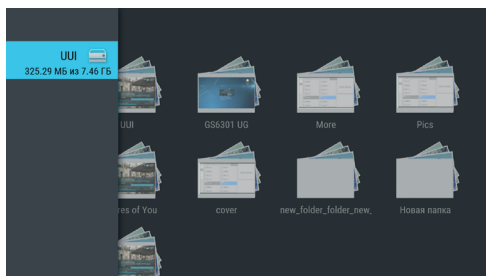 UUI
325.29 МБ из 7.46 ГБ
UUI
GS6301 UG
More
Pics
res of You
cover
new_folder_folder_new_
Новая папка